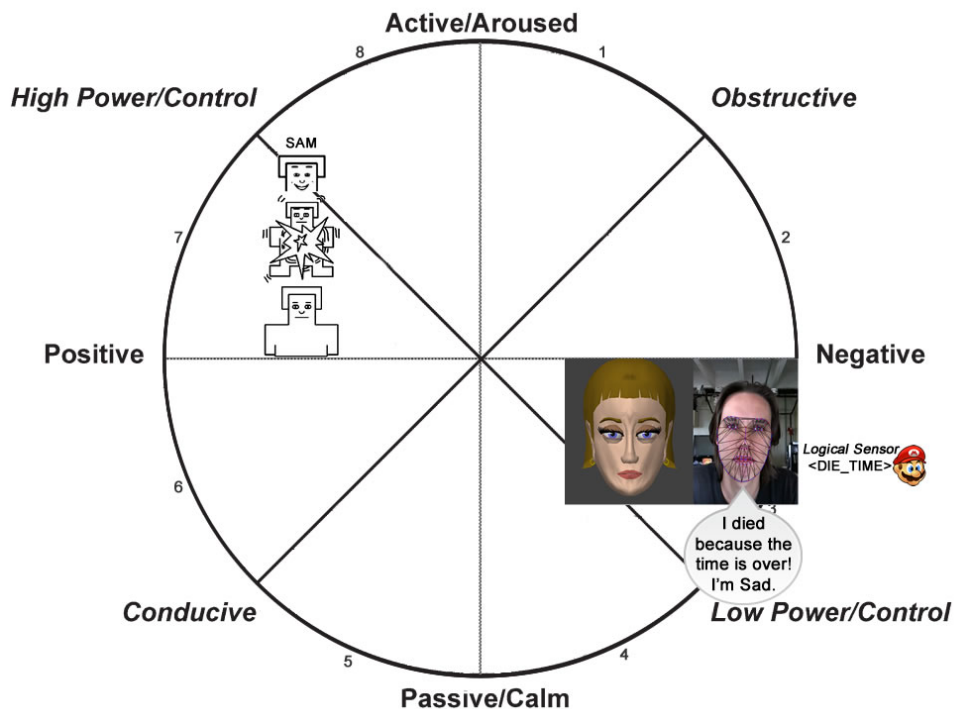 Active/Aroused
8
1
High Power/Control
Obstructive
SAM
7
2
Positive
Negative
Logical Sensor
<DIE_TIME>
6
3
I died
because the
time is over!
I'm Sad.
Conducive
Low Power/Control
5
4
Passive/Calm